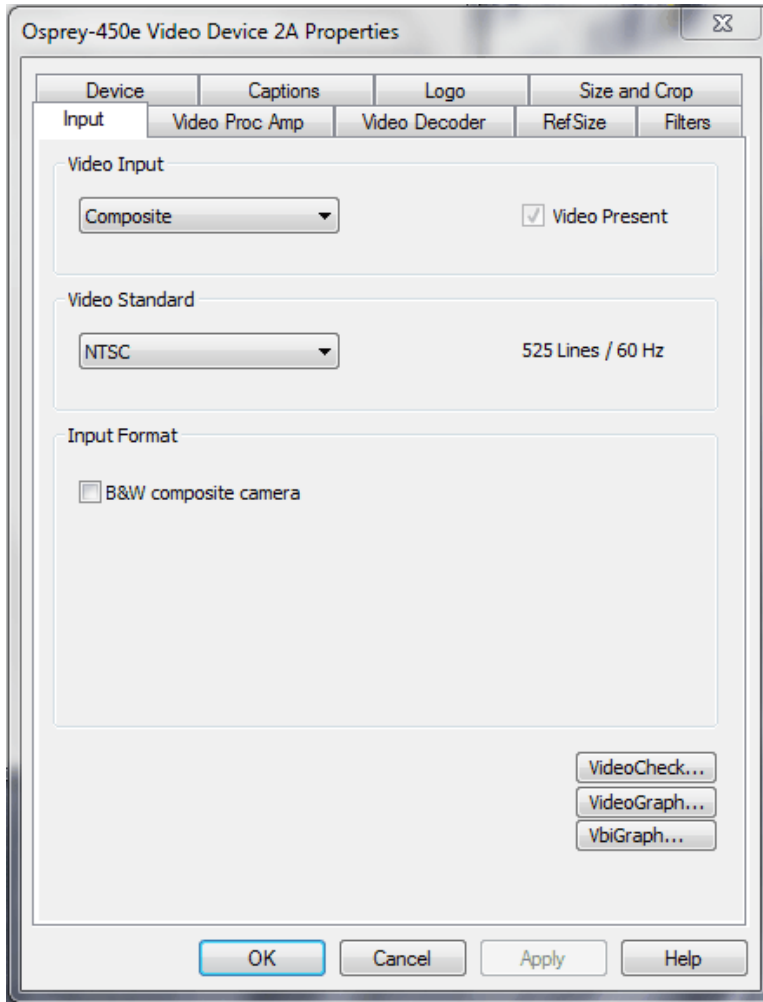 Osprey-450e Video Device 2A Properties
Device Captions Logo Size and Crop
Input Video Proc Amp Video Decoder RefSize Filters
Video Input
Composite Video Present
Video Standard
NTSC 525 Lines / 60 Hz
Input Format
B&W composite camera
VideoCheck...
VideoGraph...
VbiGraph...
OK Cancel Apply Help